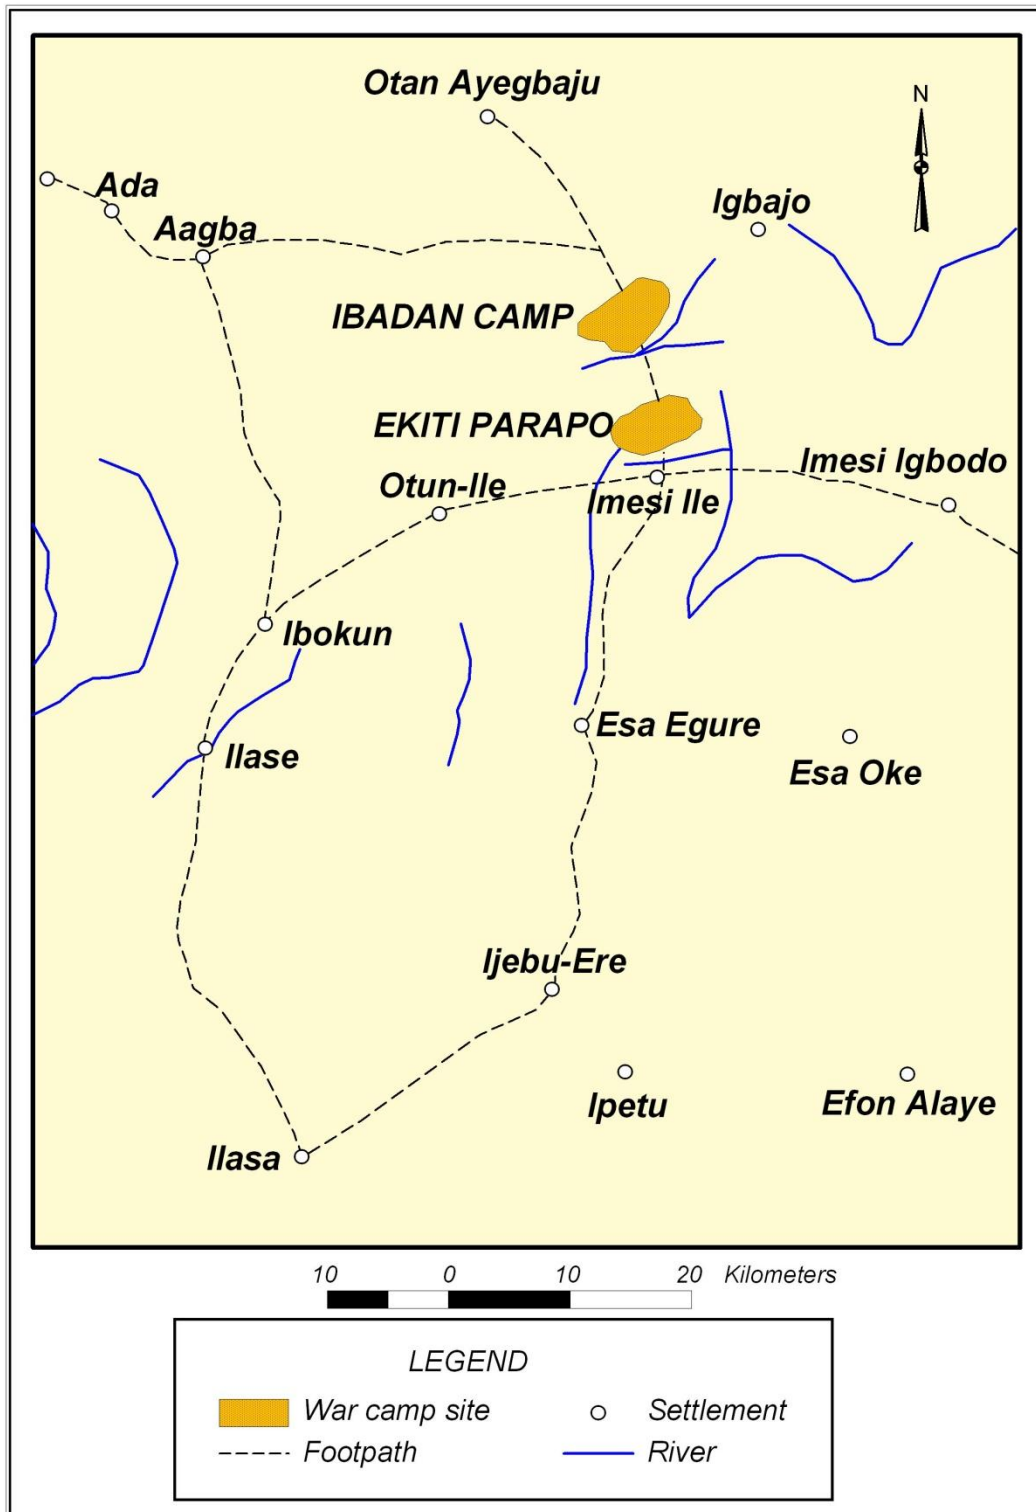 Otan Ayegbaju
N
Ada
Igbajo
Aagba
IBADAN CAMP
EKITI PARAPO
Imesi Igbodo
Otun-Ile
Imesi Ile
Ibokun
Esa Egure
Ilase
Esa Oke
Ijebu-Ere
Ipetu
Efon Alaye
Ilasa
10 0 10 20 Kilometers
LEGEND
War camp site
Settlement
Footpath
River